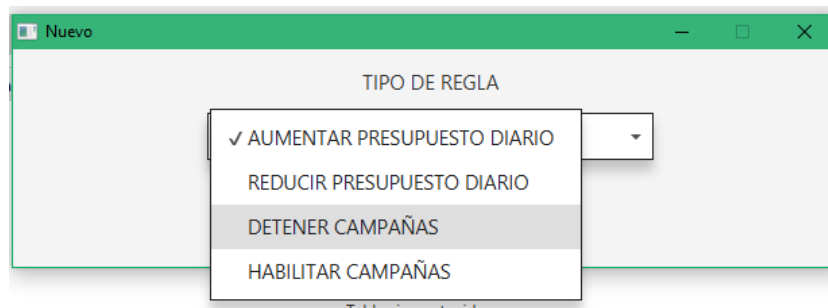 Nuevo
TIPO DE REGLA
✓ AUMENTAR PRESUPUESTO DIARIO
REDUCIR PRESUPUESTO DIARIO
DETENER CAMPAÑAS
HABILITAR CAMPAÑAS